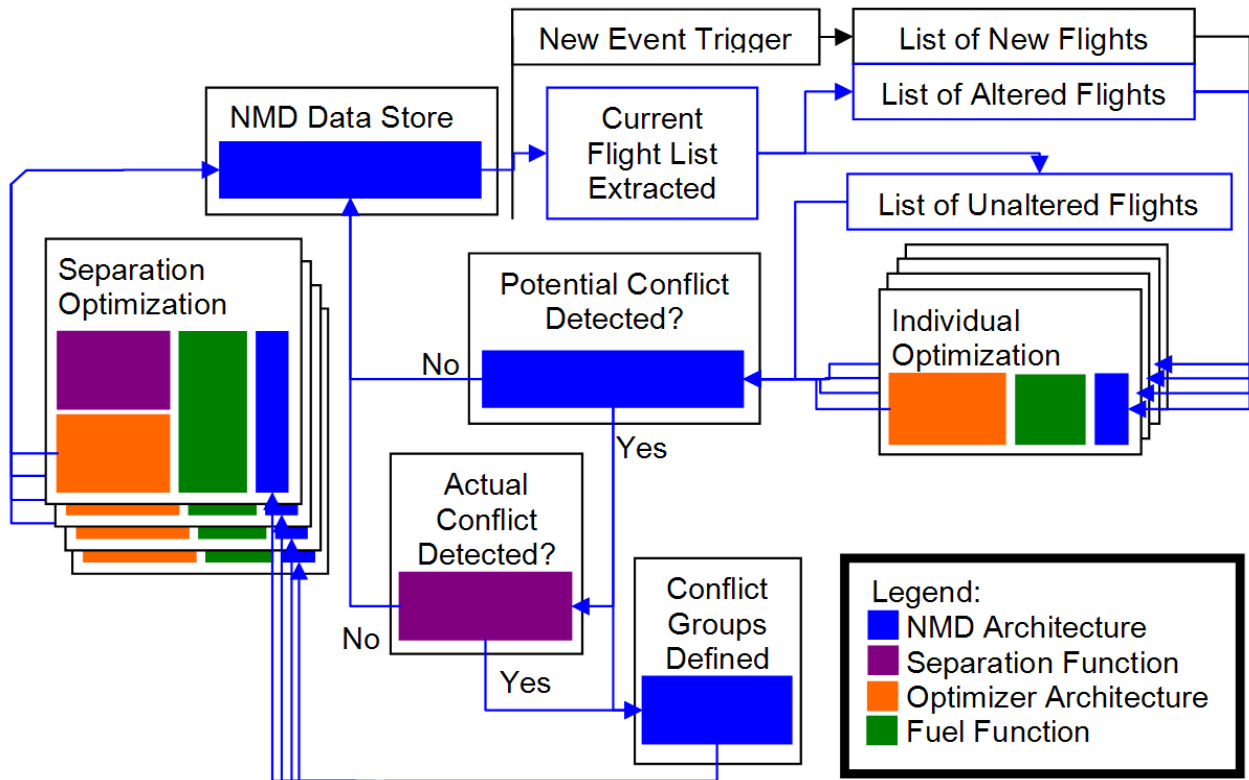 New Event Trigger
List of New Flights
List of Altered Flights
NMD Data Store
Current
Flight List
Extracted
List of Unaltered Flights
Separation
Optimization
Potential Conflict
Detected?
Individual
Optimization
No
Yes
Actual
Conflict
Detected?
No
Yes
Conflict
Groups
Defined
Legend:
NMD Architecture
Separation Function
Optimizer Architecture
Fuel Function